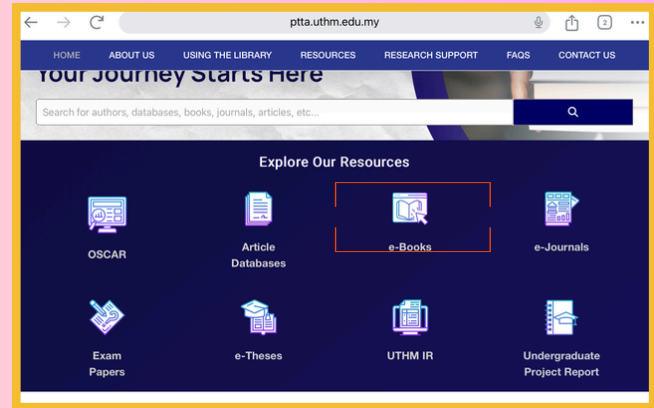 ptta.uthm.edu.my
2
HOME ABOUT US USING THE LIBRARY RESOURCES RESEARCH SUPPORT FAQS CONTACT US
Your Journey Starts Here
Search for authors, databases, books, journals, articles, etc...
Explore Our Resources
OSCAR
Article
Databases
e-Books
e-Journals
Exam
Papers
e-Theses
UTHM IR
Undergraduate
Project Report